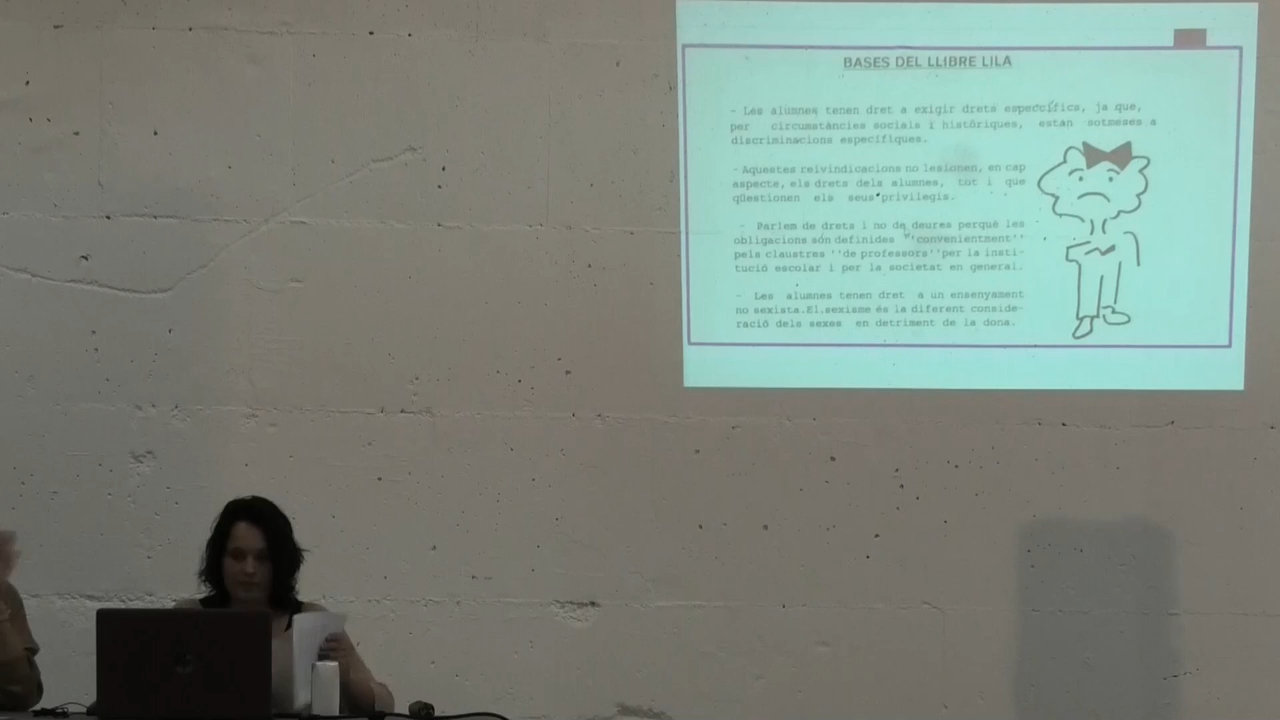 BASES DEL LLIBRE LILA
- Les alumnes tenen dret a exigir drets específics, ja que,
per circumstàncies socials i històriques, estan sotmeses a
discriminacions específiques.
- Aquestes reivindicacions no lesionen, en cap
aspecte, els drets dels alumnes, tot i que
qüestionen els seus privilegis.
- Parlem de drets i no de deures perquè les
obligacions són definides ''convenientment''
pels claustres ''de professors'' per la insti-
tució escolar i per la societat en general.
- Les alumnes tenen dret a un ensenyament
no sexista. El sexisme és la diferent conside-
ració dels sexes en detriment de la dona.